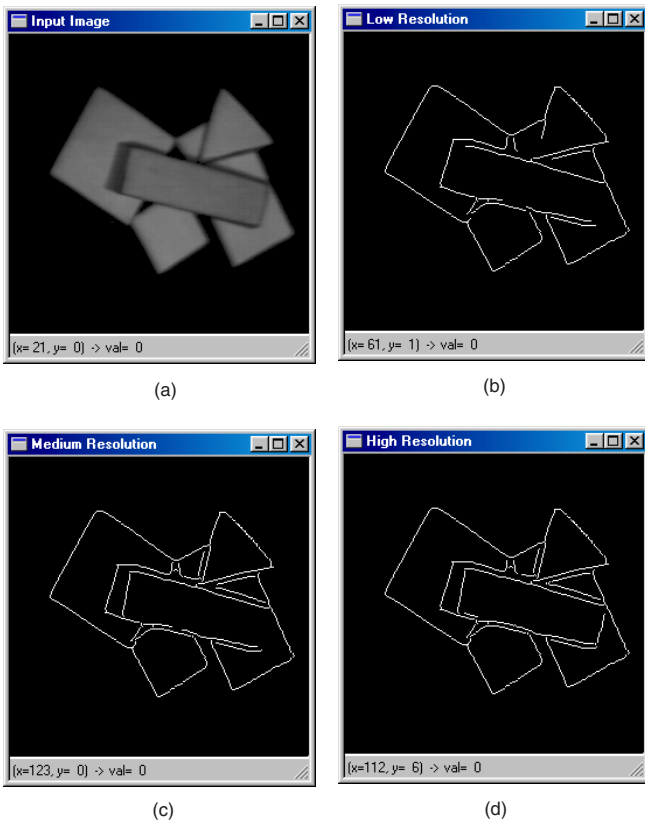 Input Image
Low Resolution
(x= 21, y= 0) -> val= 0
(x= 61, y= 1) -> val= 0
(a)
(b)
Medium Resolution
High Resolution
(x=123, y= 0) -> val= 0
(x=112, y= 6) -> val= 0
(c)
(d)